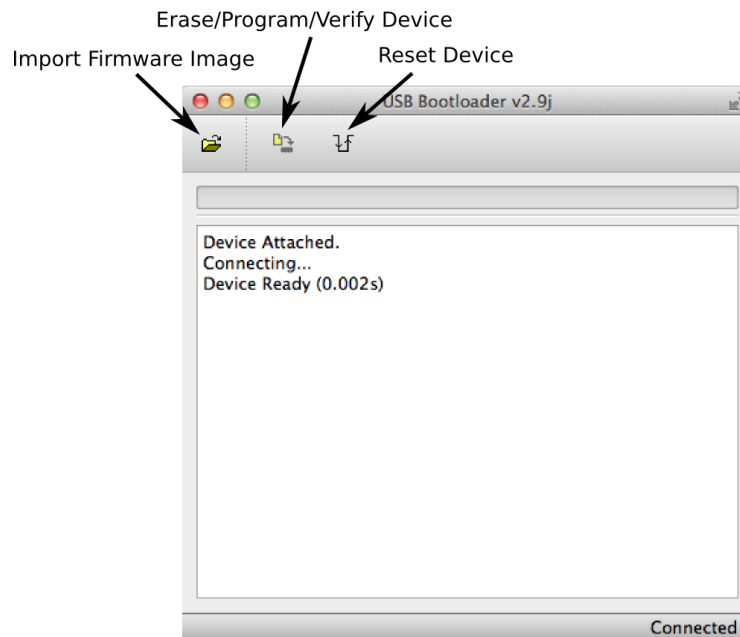 Erase/Program/Verify Device
Import Firmware Image
Reset Device
USB Bootloader v2.9j
Device Attached.
Connecting...
Device Ready (0.002s)
Connected